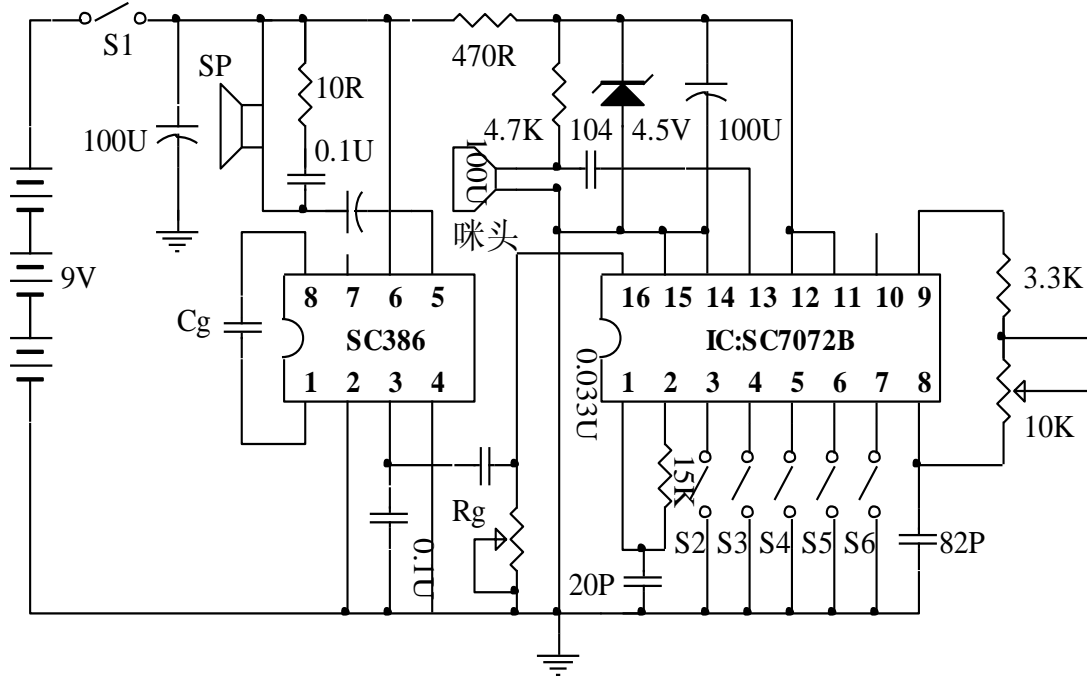 S1
470R
SP
10R
100U
0.1U
4.7K
104
4.5V
100U
100U
咪头
9V
8 7 6 5
16 15 14 13 12 11 10 9
3.3K
Cg
SC386
IC:SC7072B
1 2 3 4
0.033U
1 2 3 4 5 6 7 8
10K
15K
Rg
0.1U
S2 S3 S4 S5 S6
82P
20P